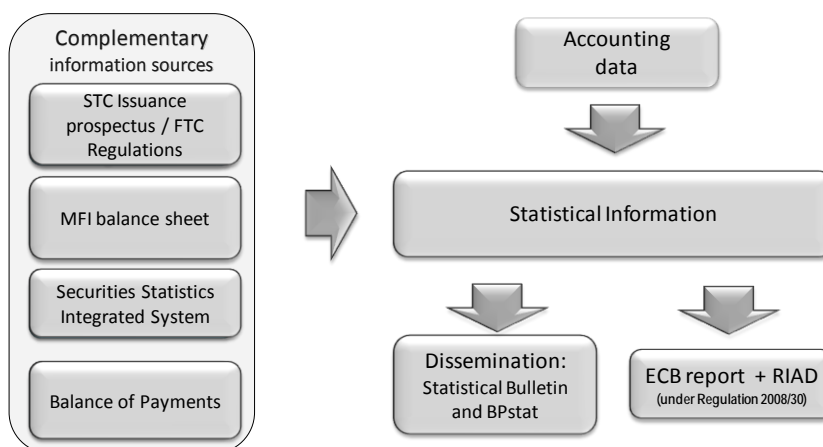 Complementary
information sources
STC Issuance
prospectus / FTC
Regulations
MFI balance sheet
Securities Statistics
Integrated System
Balance of Payments
Accounting
data
Statistical Information
Dissemination:
Statistical Bulletin
and BPstat
ECB report + RIAD
(under Regulation 2008/30)